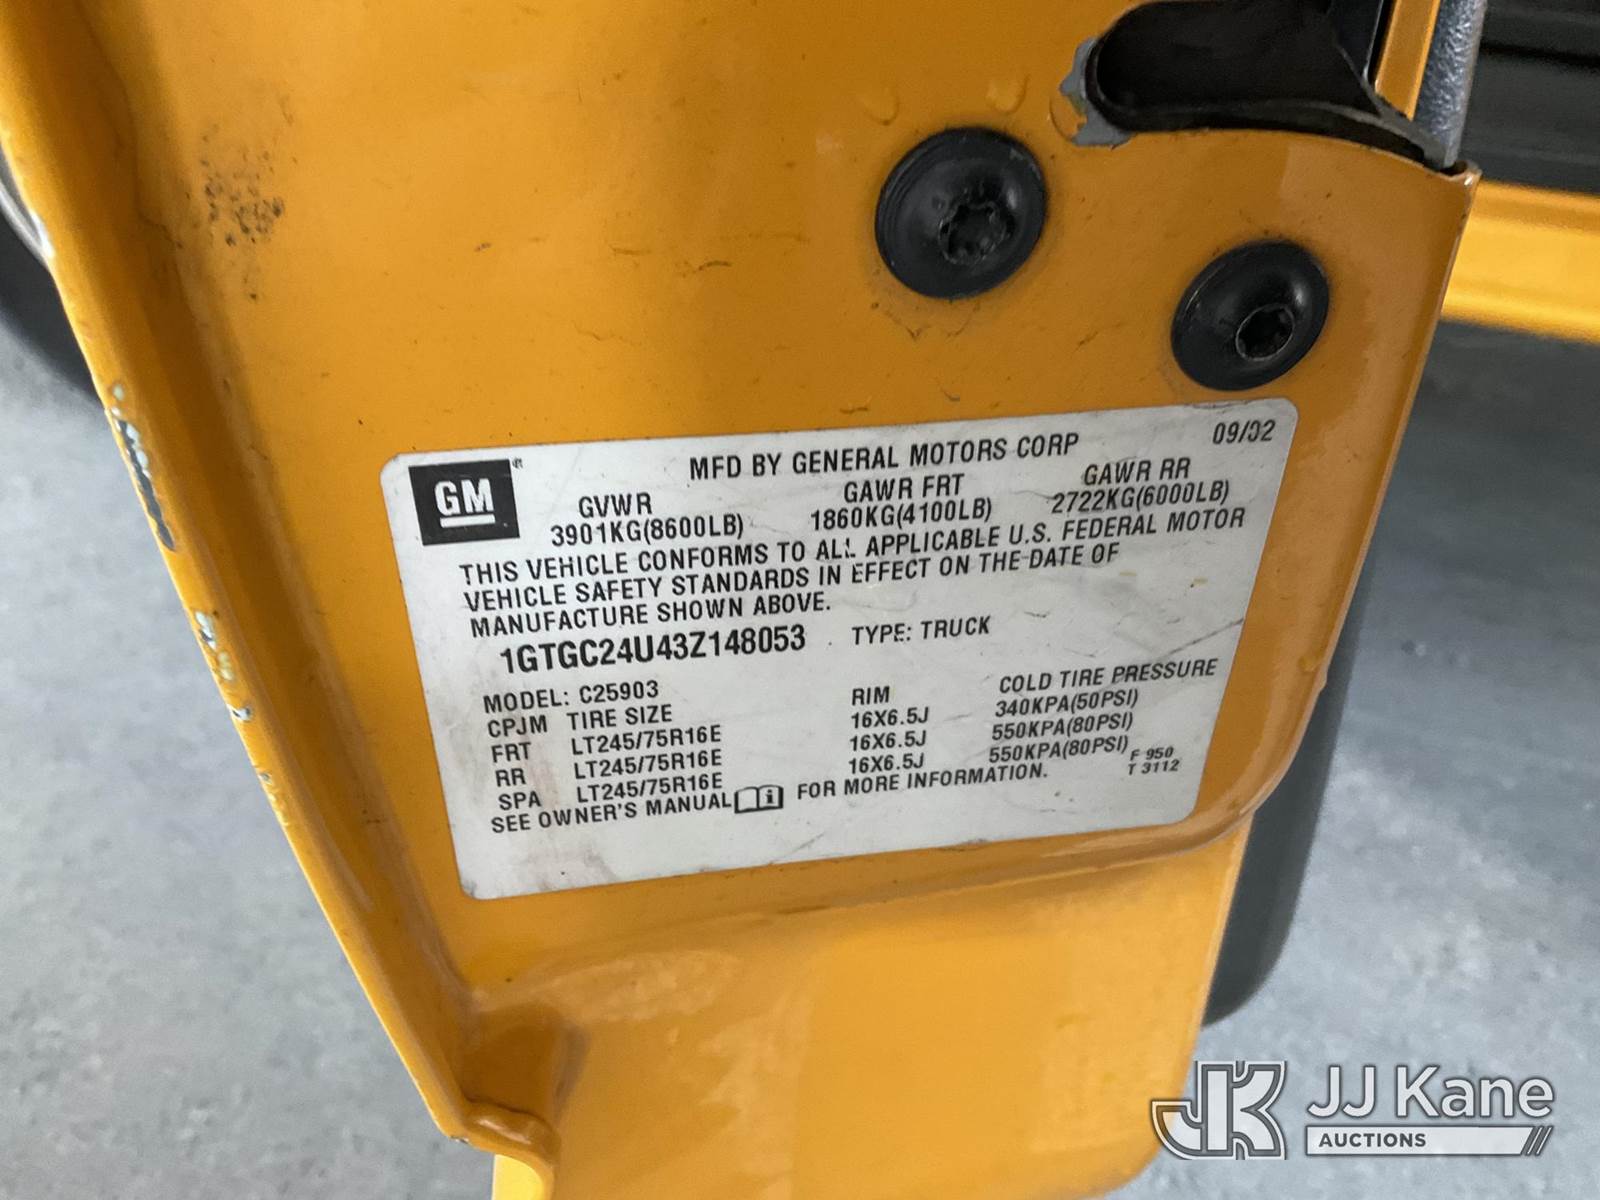 GM
MFD BY GENERAL MOTORS CORP 09/02
GVWR GAWR FRT GAWR RR
3901KG(8600LB) 1860KG(4100LB) 2722KG(6000LB)
THIS VEHICLE CONFORMS TO ALL APPLICABLE U.S. FEDERAL MOTOR
VEHICLE SAFETY STANDARDS IN EFFECT ON THE DATE OF
MANUFACTURE SHOWN ABOVE.
1GTGC24U43Z148053 TYPE: TRUCK
MODEL: C25903
CPJM TIRE SIZE RIM COLD TIRE PRESSURE
FRT LT245/75R16E 16X6.5J 340KPA(50PSI)
RR LT245/75R16E 16X6.5J 550KPA(80PSI)
SPA LT245/75R16E 16X6.5J 550KPA(80PSI)
SEE OWNER'S MANUAL FOR MORE INFORMATION.
F 950
T 3112
JK JJ Kane
AUCTIONS